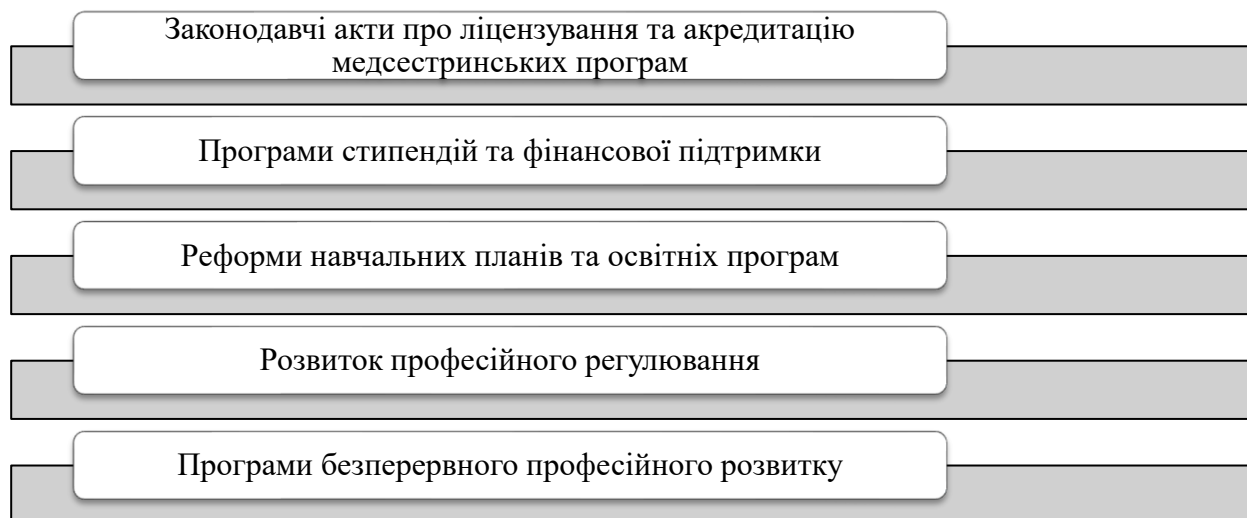 Законодавчі акти про ліцензування та акредитацію
медсестринських програм
Програми стипендій та фінансової підтримки
Реформи навчальних планів та освітніх програм
Розвиток професійного регулювання
Програми безперервного професійного розвитку